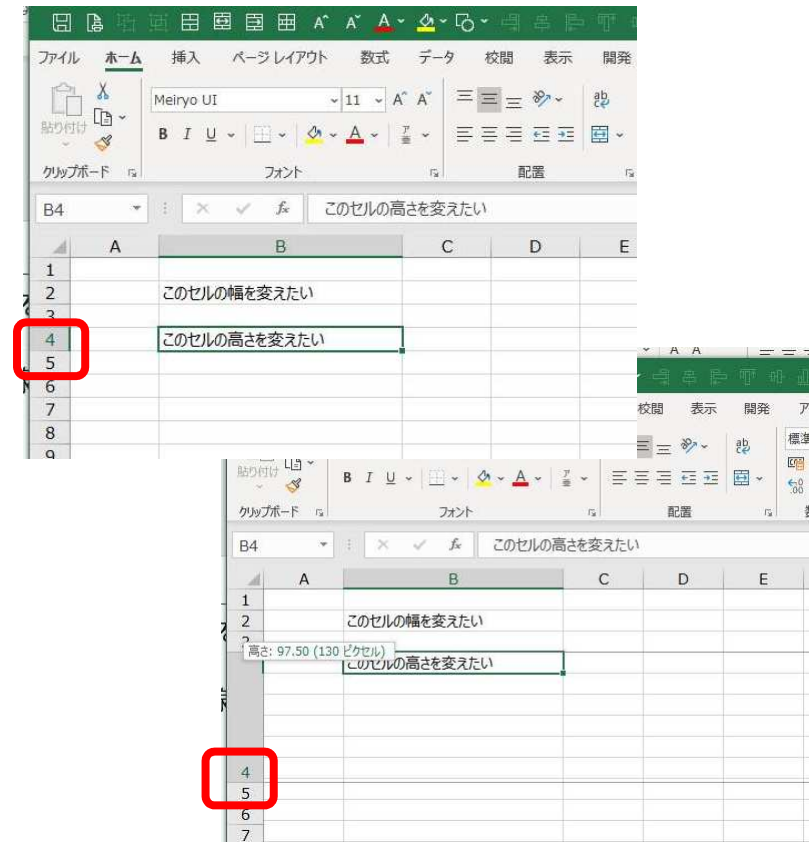 ファイル ホーム 挿入 ページ レイアウト 数式 データ 校閲 表示 開発
貼り付け
Meiryo UI 11 A A
B I U A
ab
クリップボード フォント 配置
B4 fx このセルの高さを変えたい
A B C D E
1
2 このセルの幅を変えたい
3
4 このセルの高さを変えたい
5
6
7
8
9
校閲 表示 開発
ab 標準
貼り付け B I U A
クリップボード フォント 配置
B4 fx このセルの高さを変えたい
A B C D E
1
2 このセルの幅を変えたい
高さ: 97.50 (130 ピクセル)
このセルの高さを変えたい
4
5
6
7